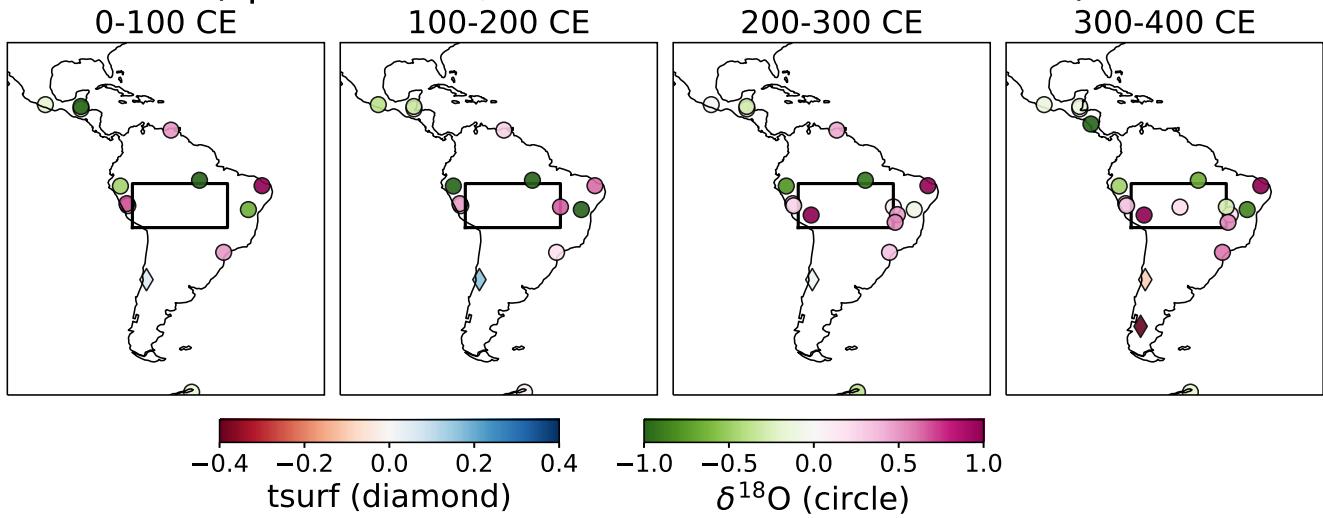 0-100 CE
100-200 CE
200-300 CE
300-400 CE
−0.4 −0.2 0.0 0.2 0.4
tsurf (diamond)
−1.0 −0.5 0.0 0.5 1.0
δ¹⁸O (circle)